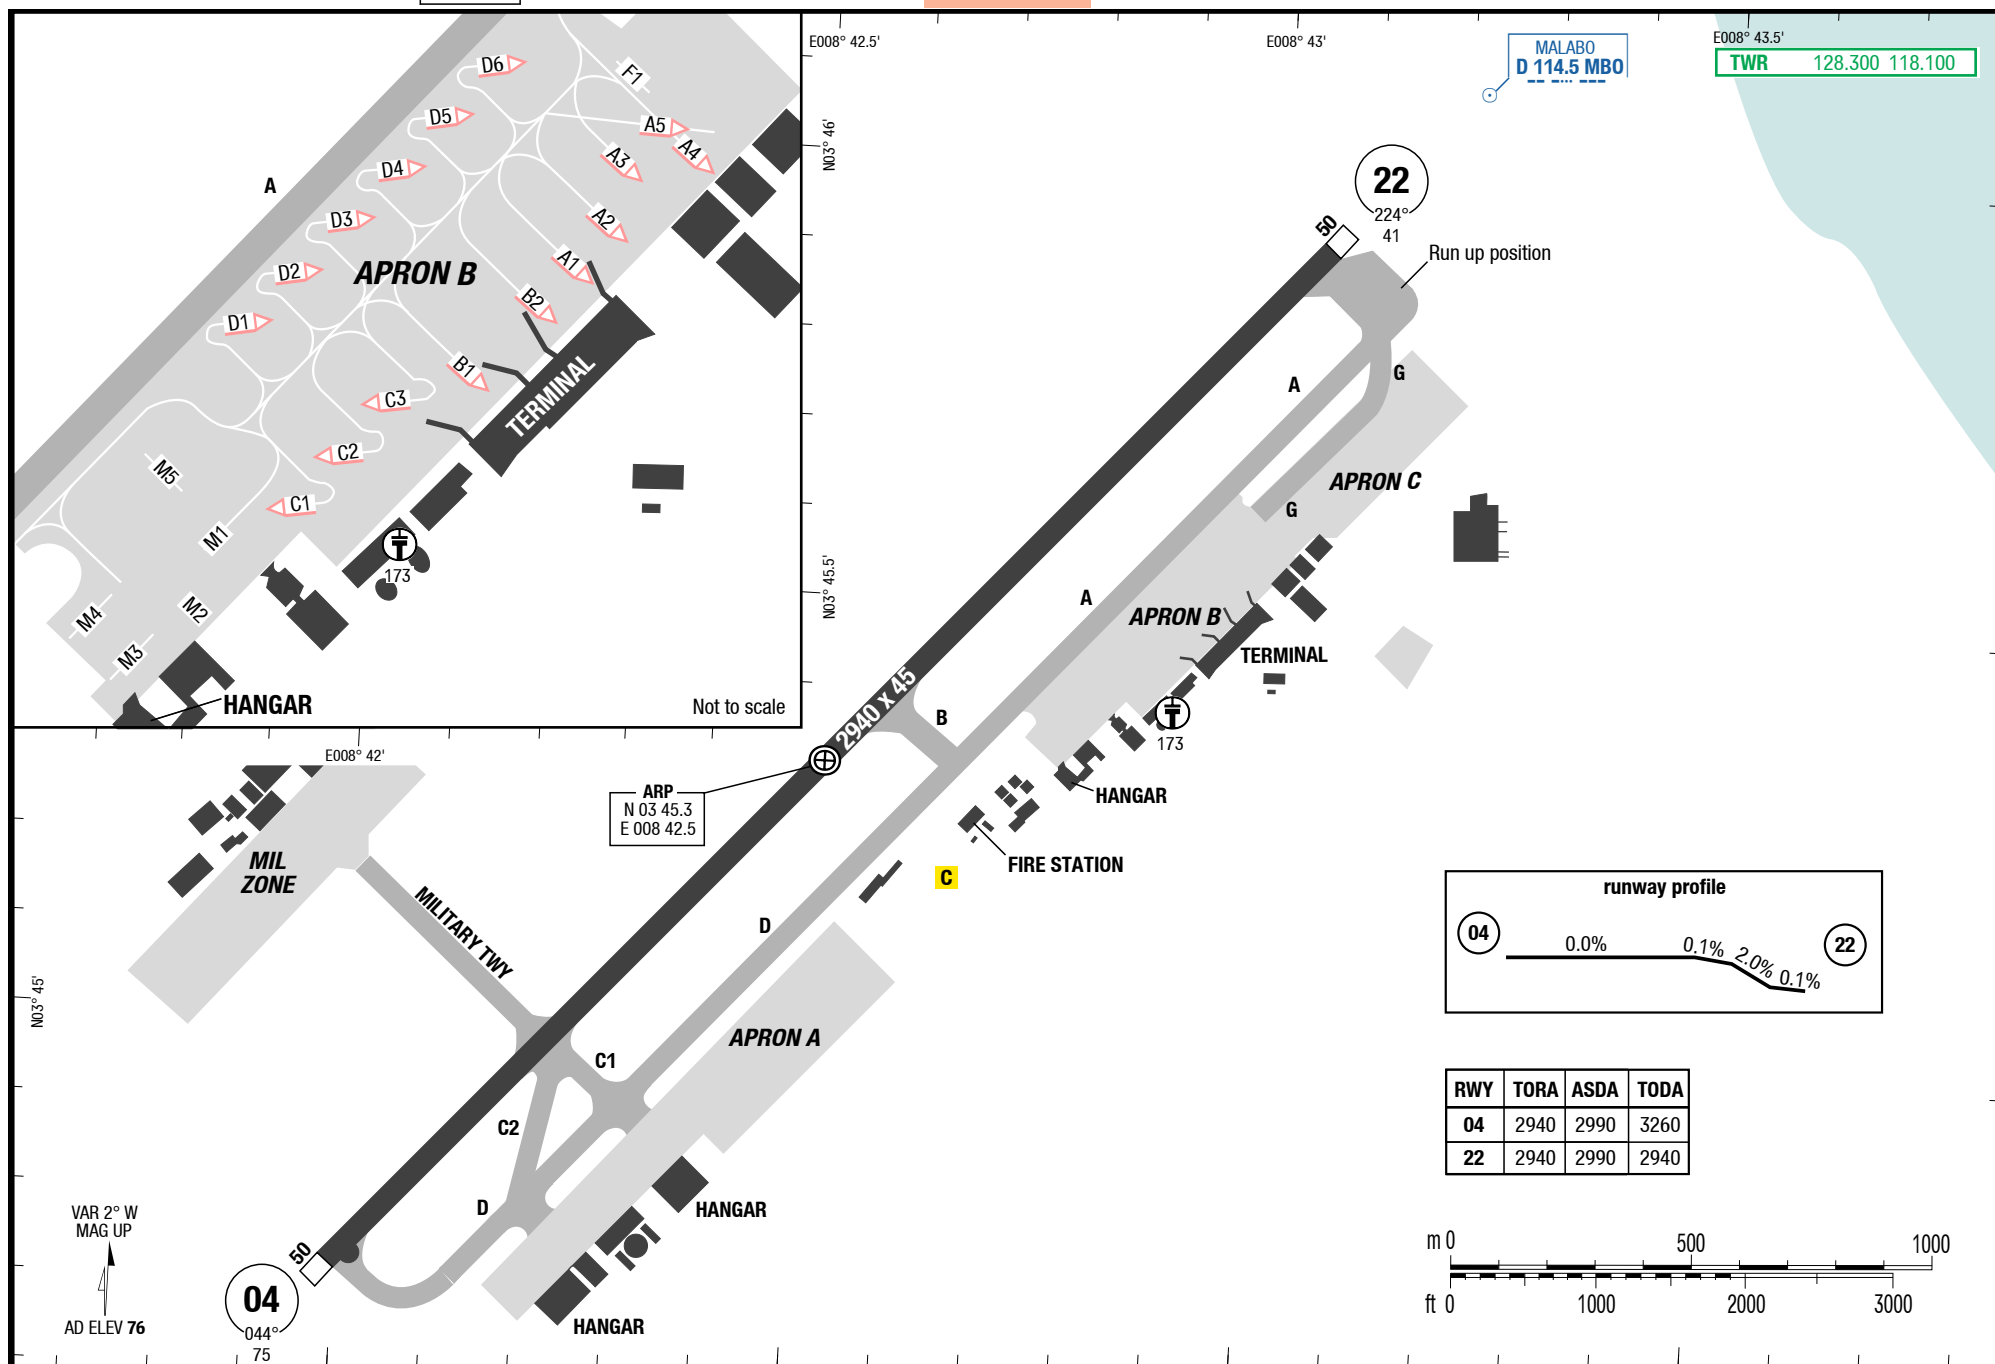 E008° 42.5'
E008° 43'
E008° 43.5'
MALABO
D 114.5 MBO
TWR 128.300 118.100
D6
F1
D5
A5
A4
A3
D4
A
D3
A2
D2
APRON B
A1
B2
D1
B1
C3
TERMINAL
C2
M5
C1
M1
173
M4
M2
M3
HANGAR
Not to scale
N03° 46'
N03° 45.5'
E008° 42'
N03° 45'
22
224°
41
50
Run up position
A
G
APRON C
G
A
APRON B
TERMINAL
173
2940 X 45
B
HANGAR
ARP
N 03 45.3
E 008 42.5
FIRE STATION
C
MIL
ZONE
MILITARY TWY
D
APRON A
C1
C2
D
HANGAR
HANGAR
50
04
044°
75
VAR 2° W
MAG UP
AD ELEV 76
runway profile
04
0.0%
0.1%
2.0%
0.1%
22
RWY TORA ASDA TODA
04 2940 2990 3260
22 2940 2990 2940
m 0 500 1000
ft 0 1000 2000 3000